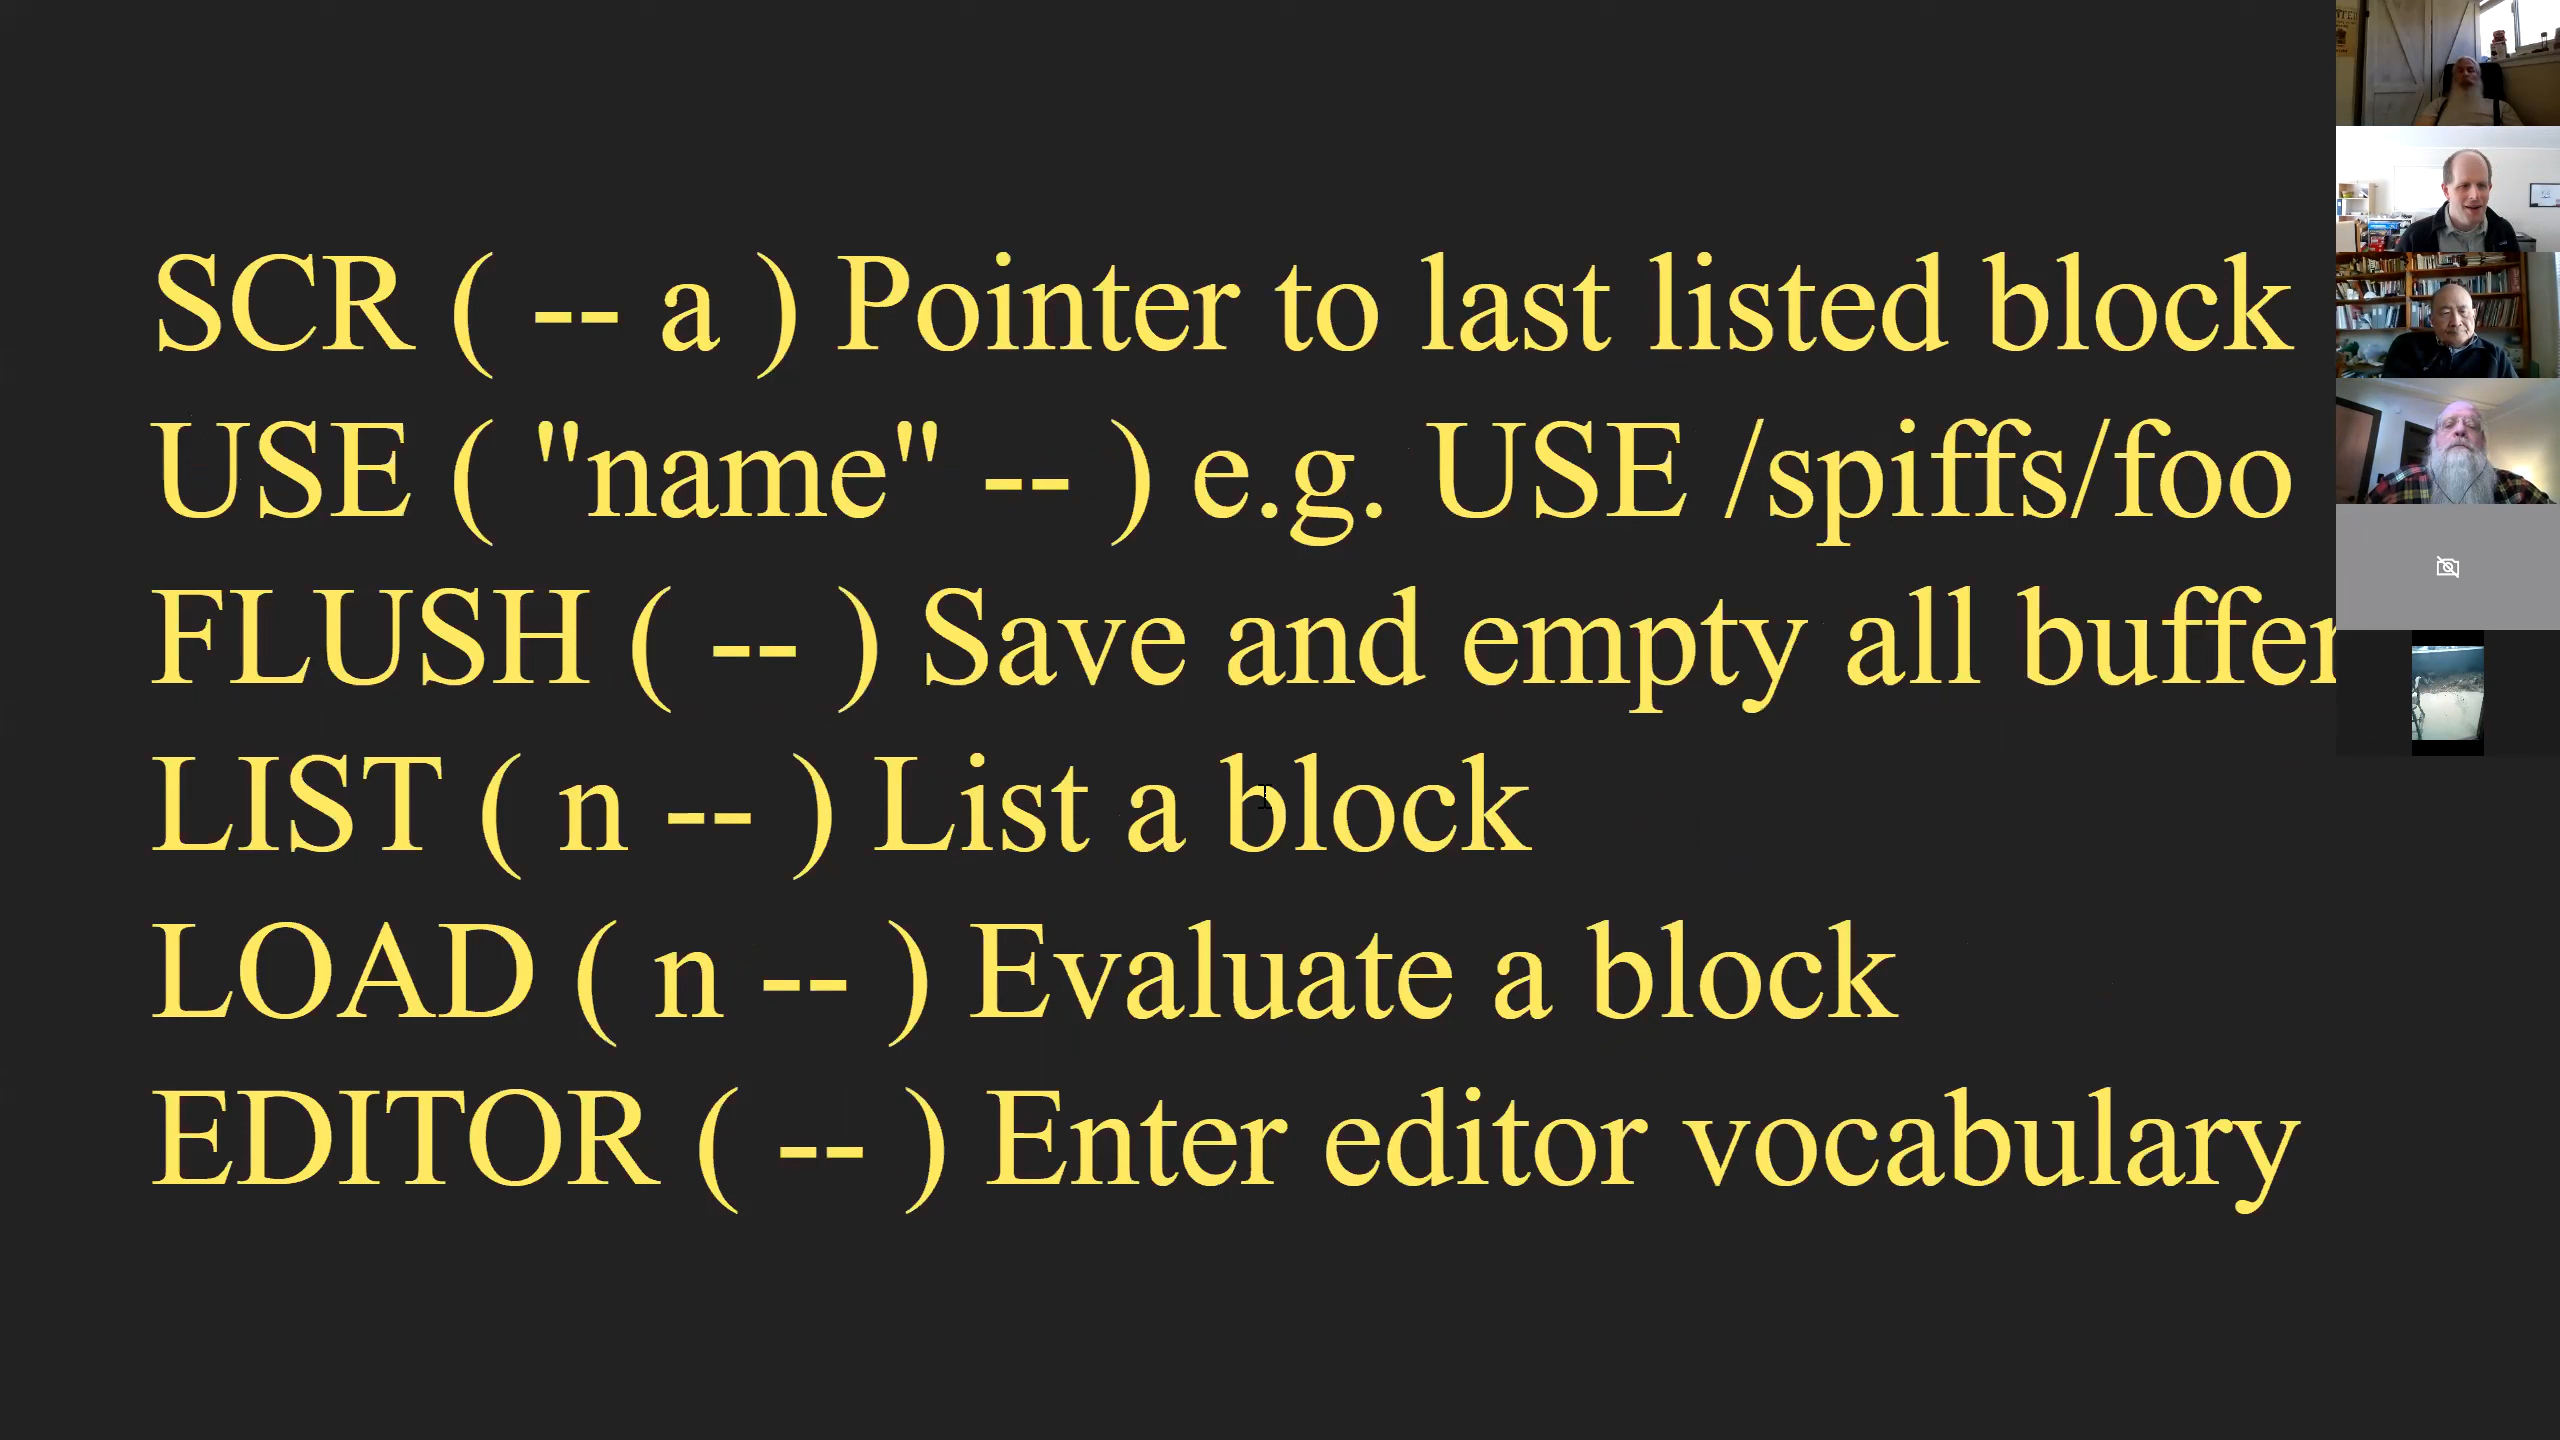 SCR ( -- a ) Pointer to last listed block
USE ( "name" -- ) e.g. USE /spiffs/foo
FLUSH ( -- ) Save and empty all buffer
LIST ( n -- ) List a block
LOAD ( n -- ) Evaluate a block
EDITOR ( -- ) Enter editor vocabulary